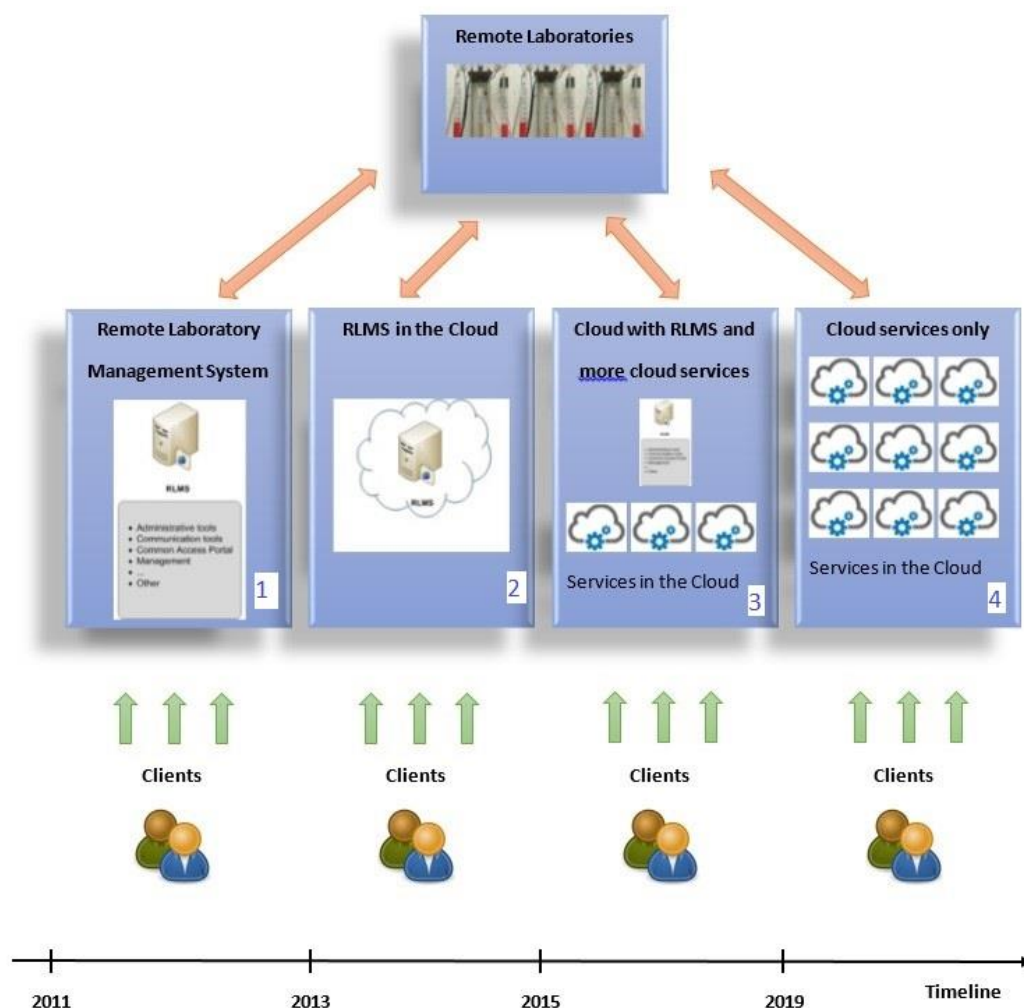 Remote Laboratories
Remote Laboratory
Management System
RLMS
• Administrative tools
• Communication tools
• Common Access Portal
• Management
• ...
• Other
1
RLMS in the Cloud
RLMS
2
Cloud with RLMS and
more cloud services
Services in the Cloud
3
Cloud services only
Services in the Cloud
4
Clients
Clients
Clients
Clients
2011
2013
2015
2019
Timeline